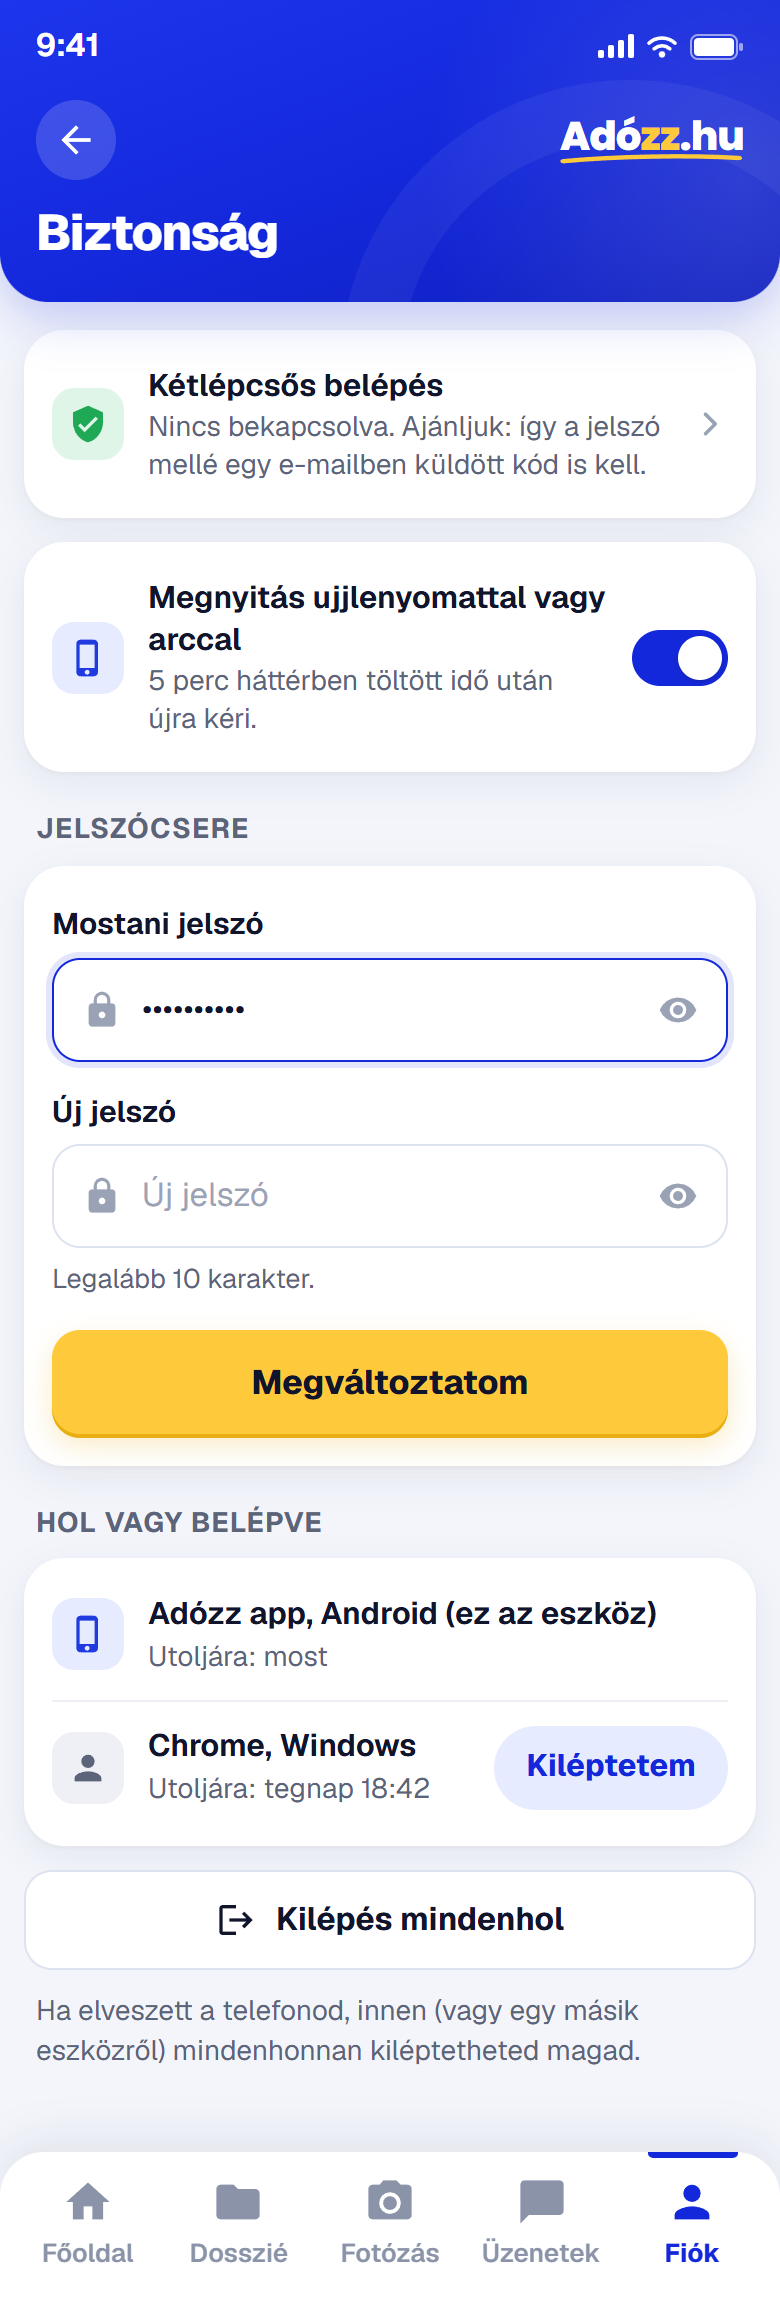 9:41
Adózz.hu
Biztonság
Kétlépcsős belépés
Nincs bekapcsolva. Ajánljuk: így a jelszó
mellé egy e-mailben küldött kód is kell.
Megnyitás ujjlenyomattal vagy
arccal
5 perc háttérben töltött idő után
újra kéri.
JELSZÓCSERE
Mostani jelszó
••••••••••
Új jelszó
Új jelszó
Legalább 10 karakter.
Megváltoztatom
HOL VAGY BELÉPVE
Adózz app, Android (ez az eszköz)
Utoljára: most
Chrome, Windows
Utoljára: tegnap 18:42
Kiléptetem
Kilépés mindenhol
Ha elveszett a telefonod, innen (vagy egy másik
eszközről) mindenhonnan kiléptetheted magad.
Főoldal
Dosszié
Fotózás
Üzenetek
Fiók